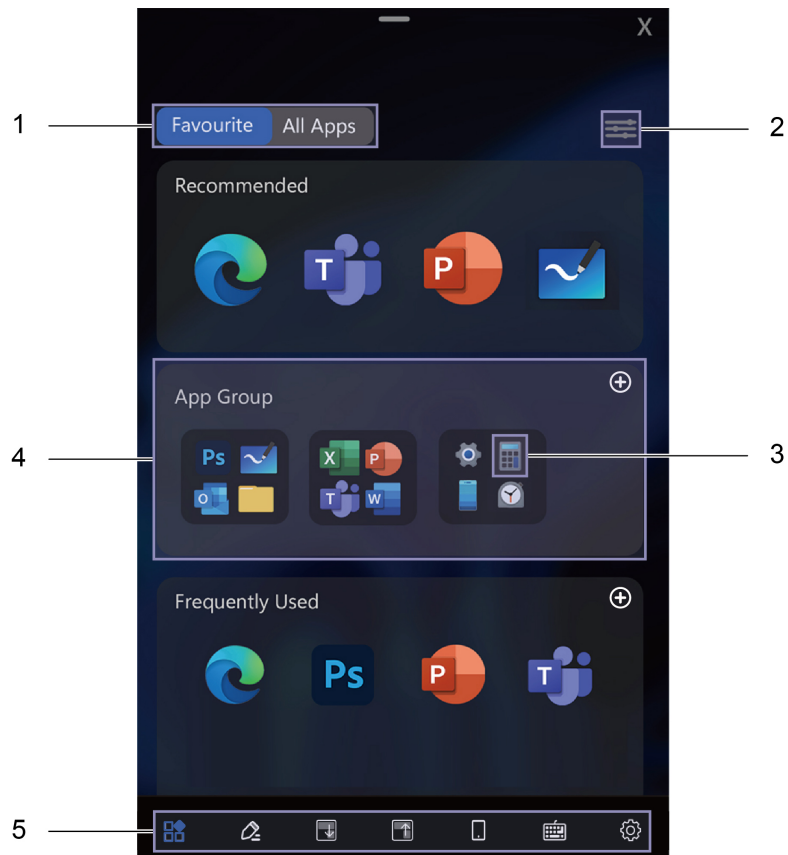 X
1 Favourite All Apps 2
Recommended
T P
App Group
4 Ps X P 3
O T W
Frequently Used
Ps P T
5